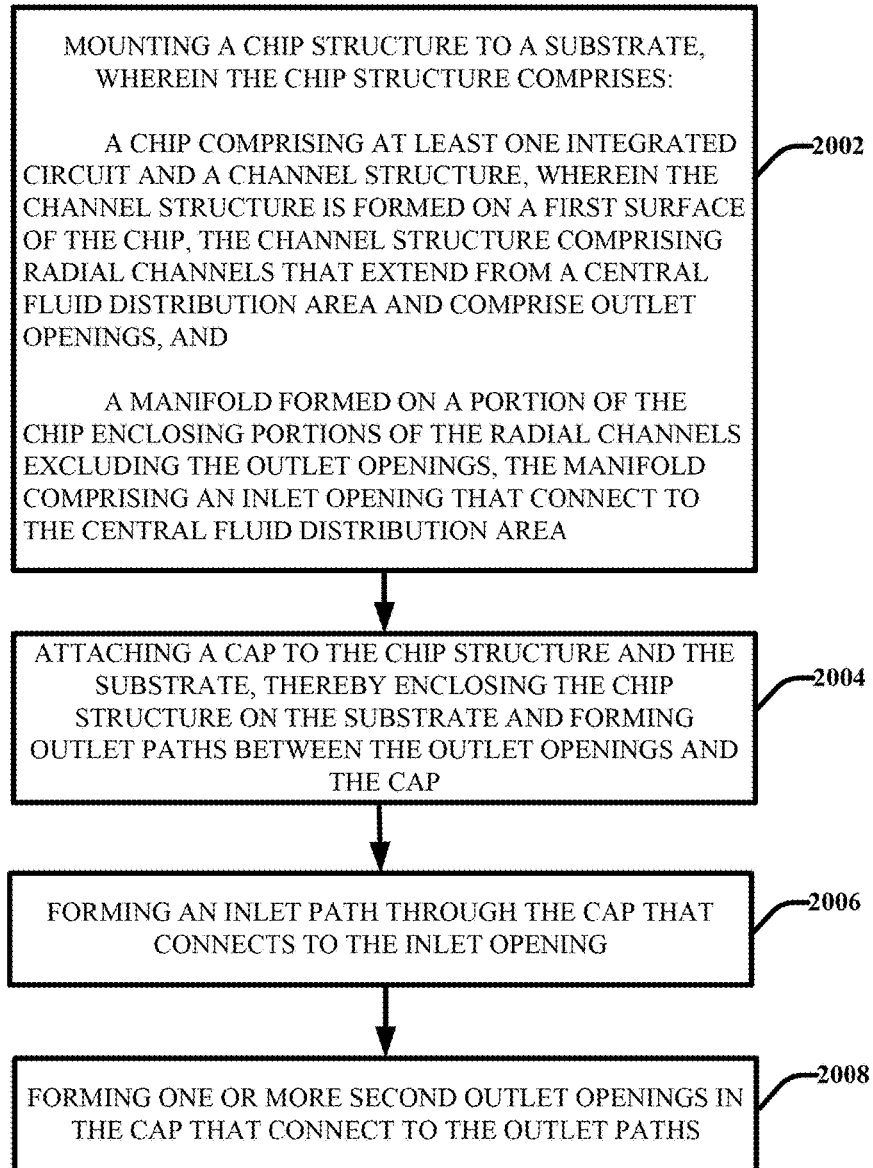 MOUNTING A CHIP STRUCTURE TO A SUBSTRATE,
WHEREIN THE CHIP STRUCTURE COMPRISES:
A CHIP COMPRISING AT LEAST ONE INTEGRATED
CIRCUIT AND A CHANNEL STRUCTURE, WHEREIN THE
CHANNEL STRUCTURE IS FORMED ON A FIRST SURFACE
OF THE CHIP, THE CHANNEL STRUCTURE COMPRISING
RADIAL CHANNELS THAT EXTEND FROM A CENTRAL
FLUID DISTRIBUTION AREA AND COMPRISE OUTLET
OPENINGS, AND
A MANIFOLD FORMED ON A PORTION OF THE
CHIP ENCLOSING PORTIONS OF THE RADIAL CHANNELS
EXCLUDING THE OUTLET OPENINGS, THE MANIFOLD
COMPRISING AN INLET OPENING THAT CONNECT TO
THE CENTRAL FLUID DISTRIBUTION AREA
2002
ATTACHING A CAP TO THE CHIP STRUCTURE AND THE
SUBSTRATE, THEREBY ENCLOSING THE CHIP
STRUCTURE ON THE SUBSTRATE AND FORMING
OUTLET PATHS BETWEEN THE OUTLET OPENINGS AND
THE CAP
2004
FORMING AN INLET PATH THROUGH THE CAP THAT
CONNECTS TO THE INLET OPENING
2006
FORMING ONE OR MORE SECOND OUTLET OPENINGS IN
THE CAP THAT CONNECT TO THE OUTLET PATHS
2008